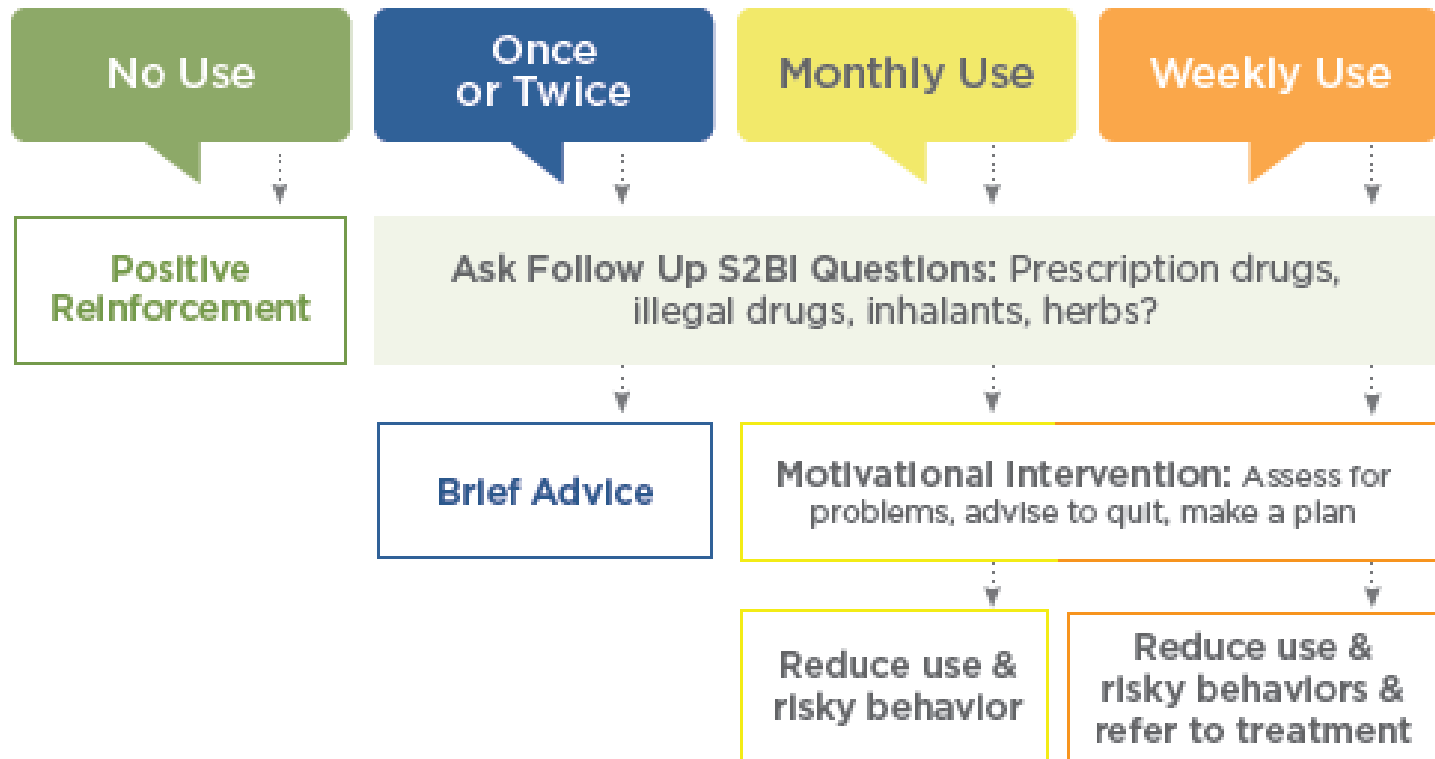 No Use
Once
or Twice
Monthly Use
Weekly Use
Positive
Reinforcement
Ask Follow Up S2BI Questions: Prescription drugs,
illegal drugs, inhalants, herbs?
Brief Advice
Motivational Intervention: Assess for
problems, advise to quit, make a plan
Reduce use &
risky behavior
Reduce use &
risky behaviors &
refer to treatment